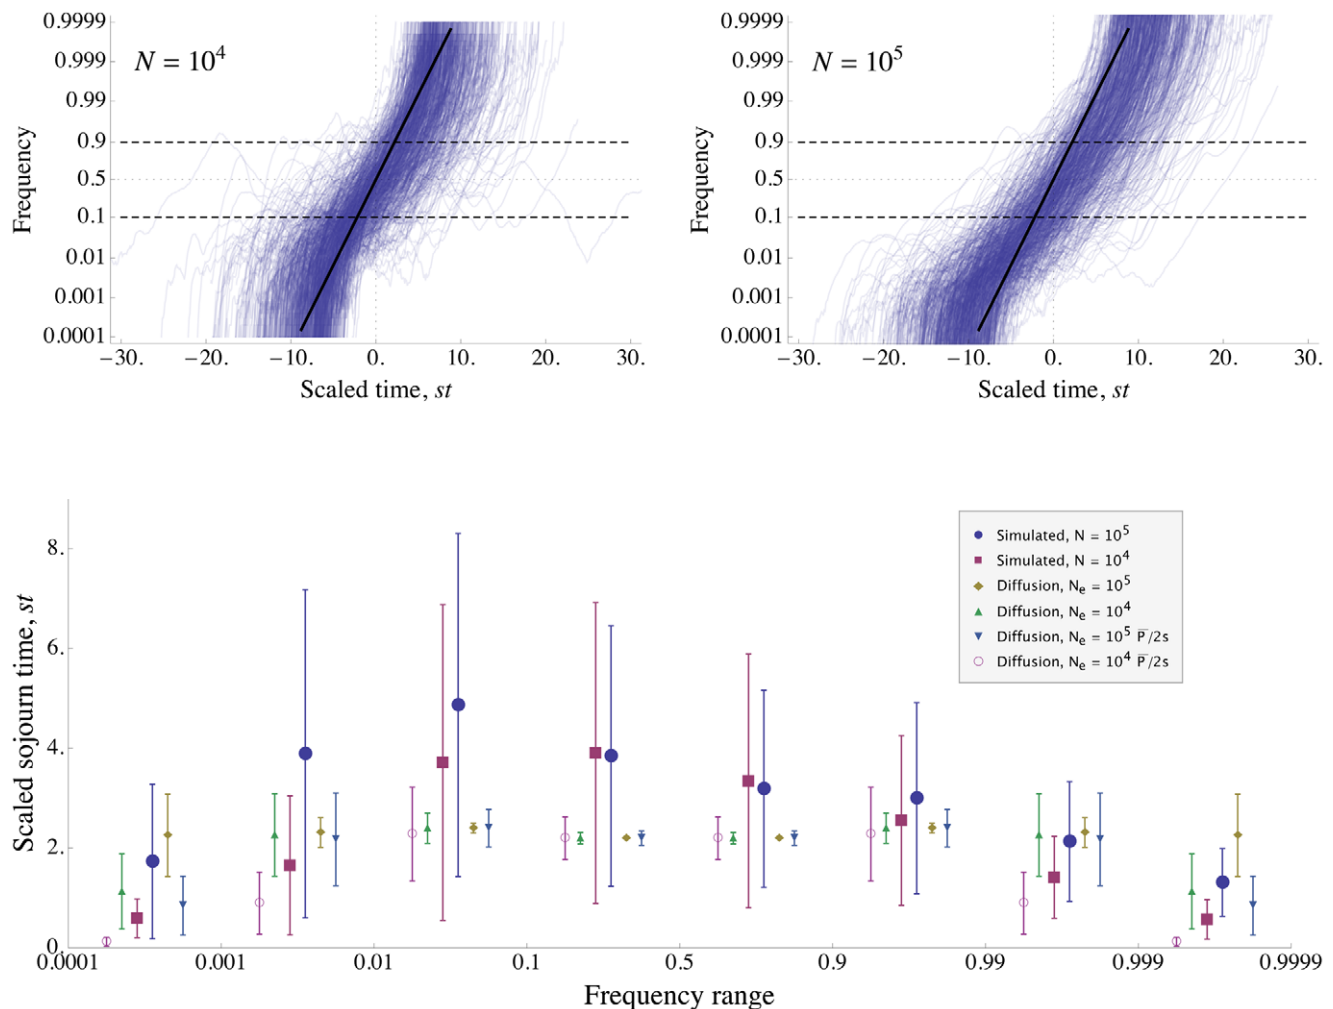 N = 10⁴
Frequency
0.9999
0.999
0.99
0.9
0.5
0.1
0.01
0.001
0.0001
−30. −20. −10. 0. 10. 20. 30.
Scaled time, st
N = 10⁵
Frequency
0.9999
0.999
0.99
0.9
0.5
0.1
0.01
0.001
0.0001
−30. −20. −10. 0. 10. 20. 30.
Scaled time, st
Scaled sojourn time, st
8.
6.
4.
2.
0.
Simulated, N = 10⁵
Simulated, N = 10⁴
Diffusion, Nₑ = 10⁵
Diffusion, Nₑ = 10⁴
Diffusion, Nₑ = 10⁵ P̅/2s
Diffusion, Nₑ = 10⁴ P̅/2s
0.0001 0.001 0.01 0.1 0.5 0.9 0.99 0.999 0.9999
Frequency range